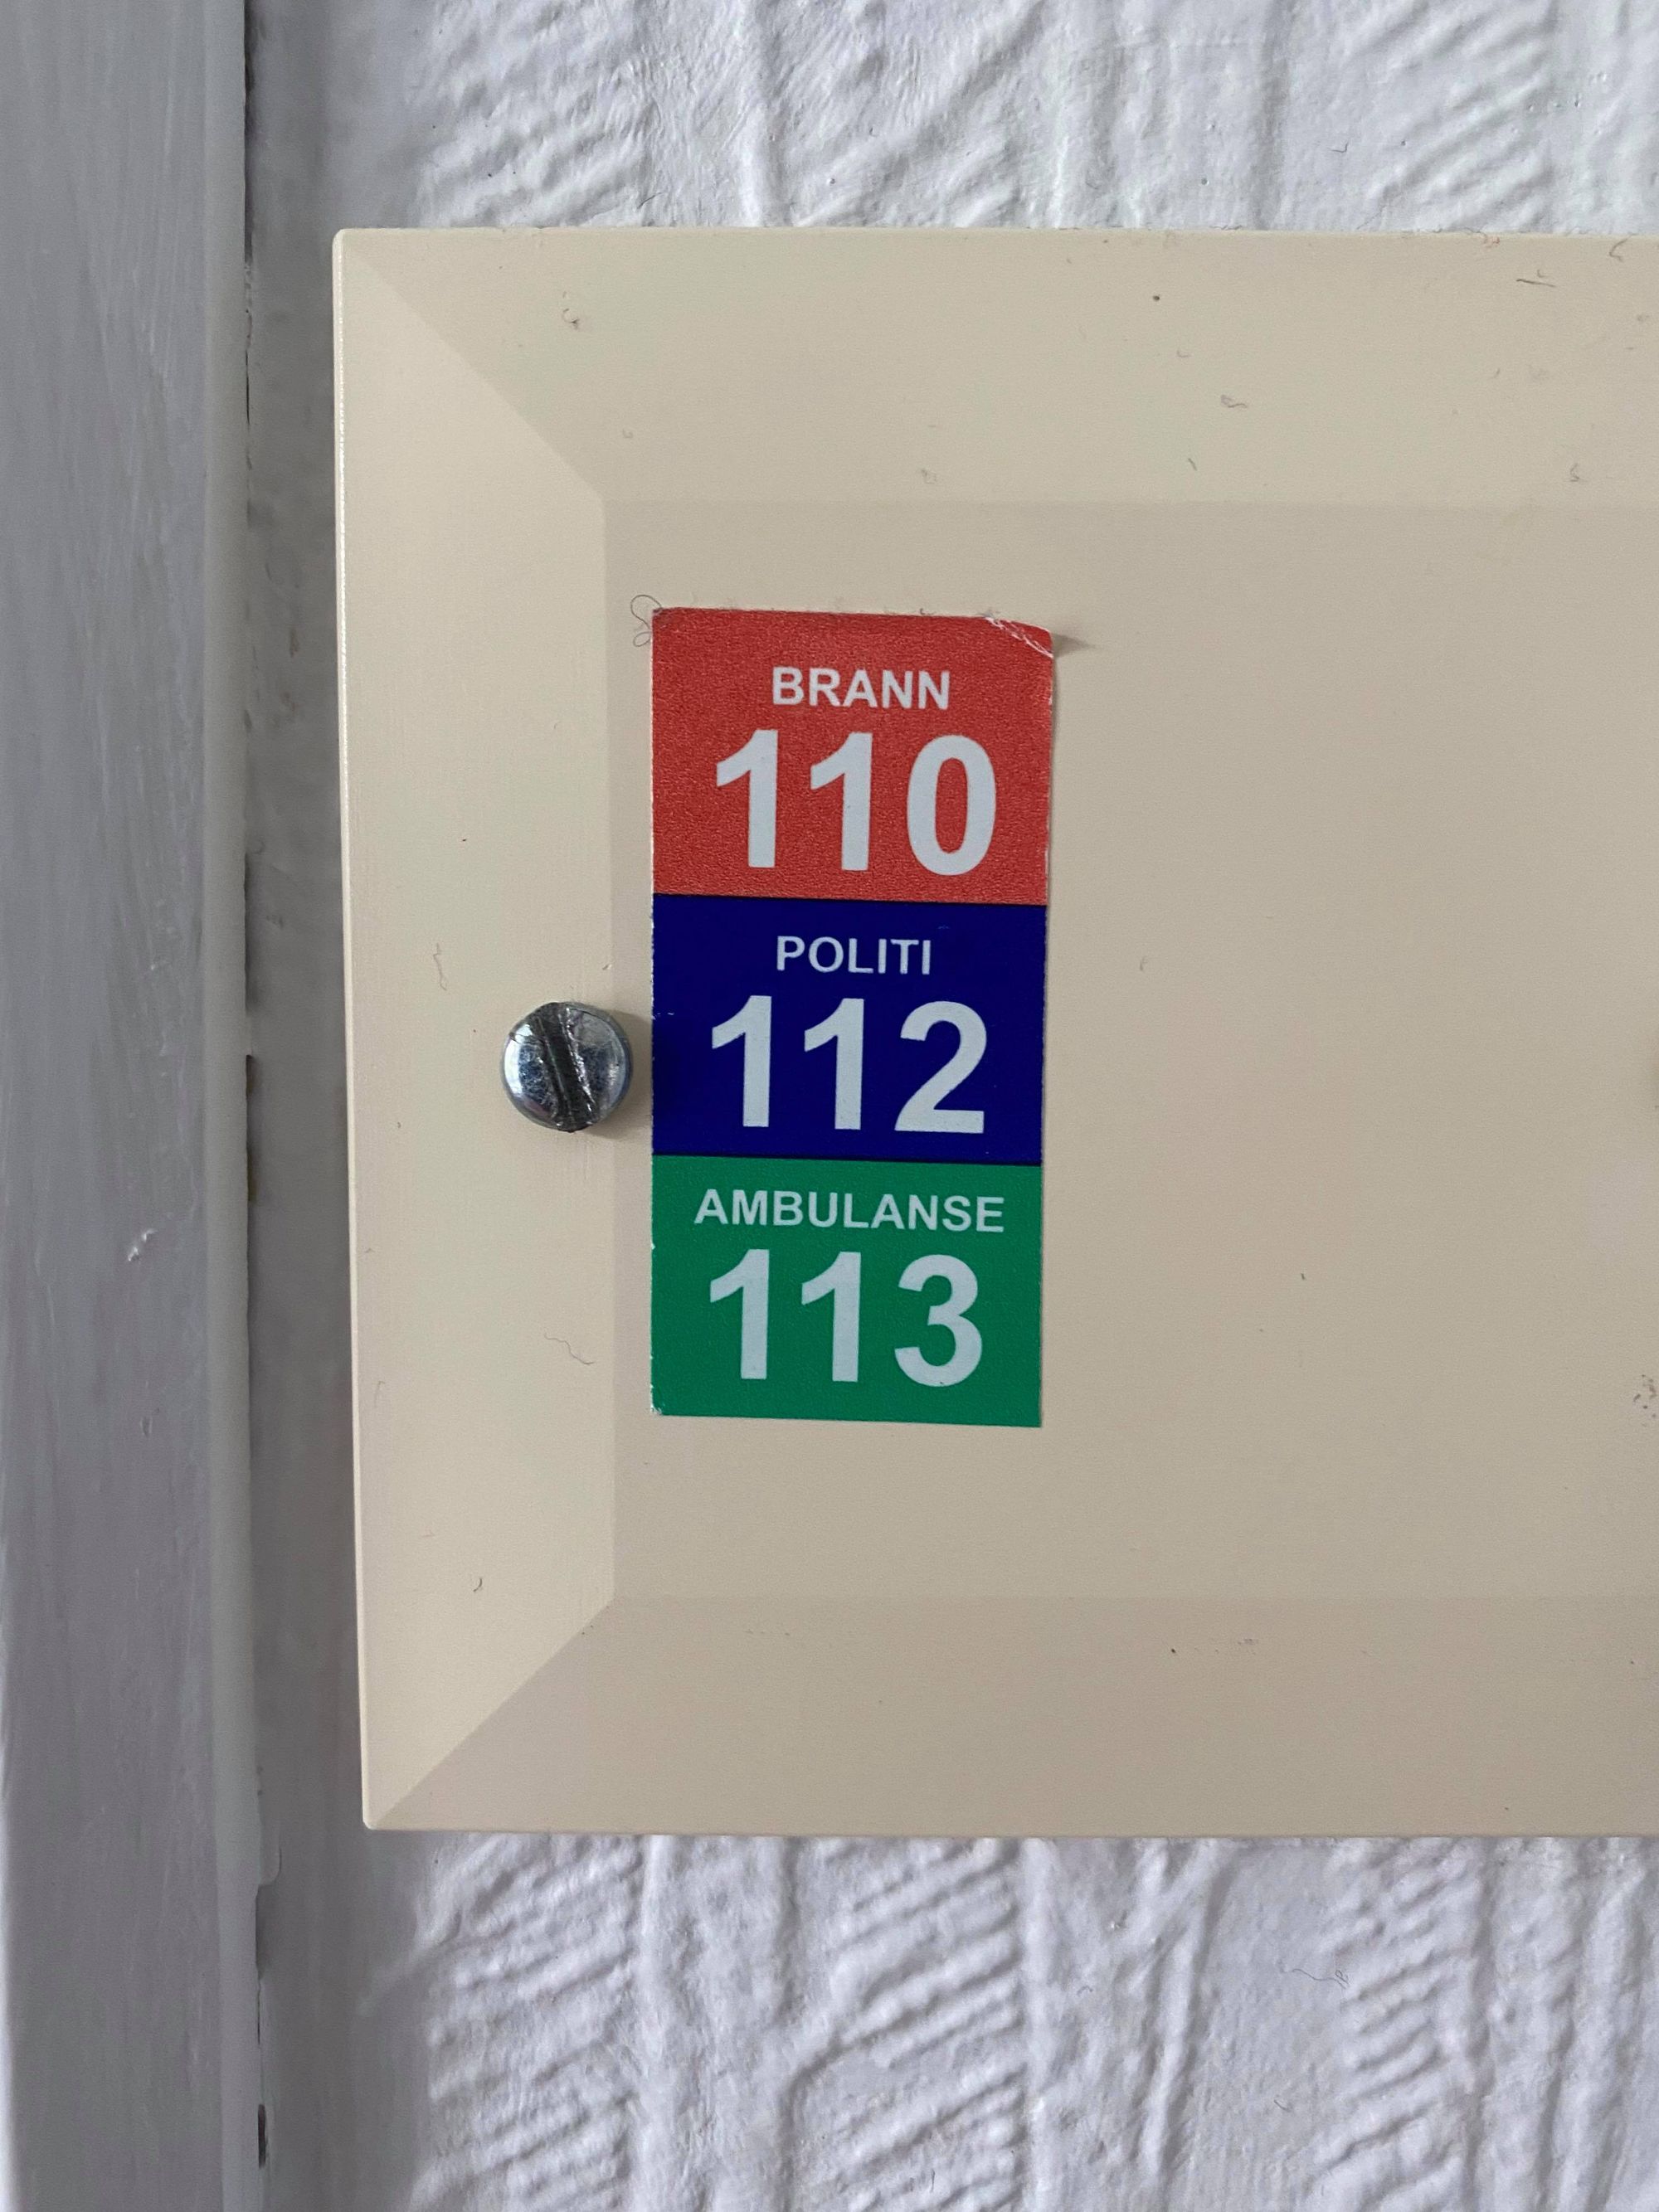 BRANN
110
POLITI
112
AMBULANSE
113